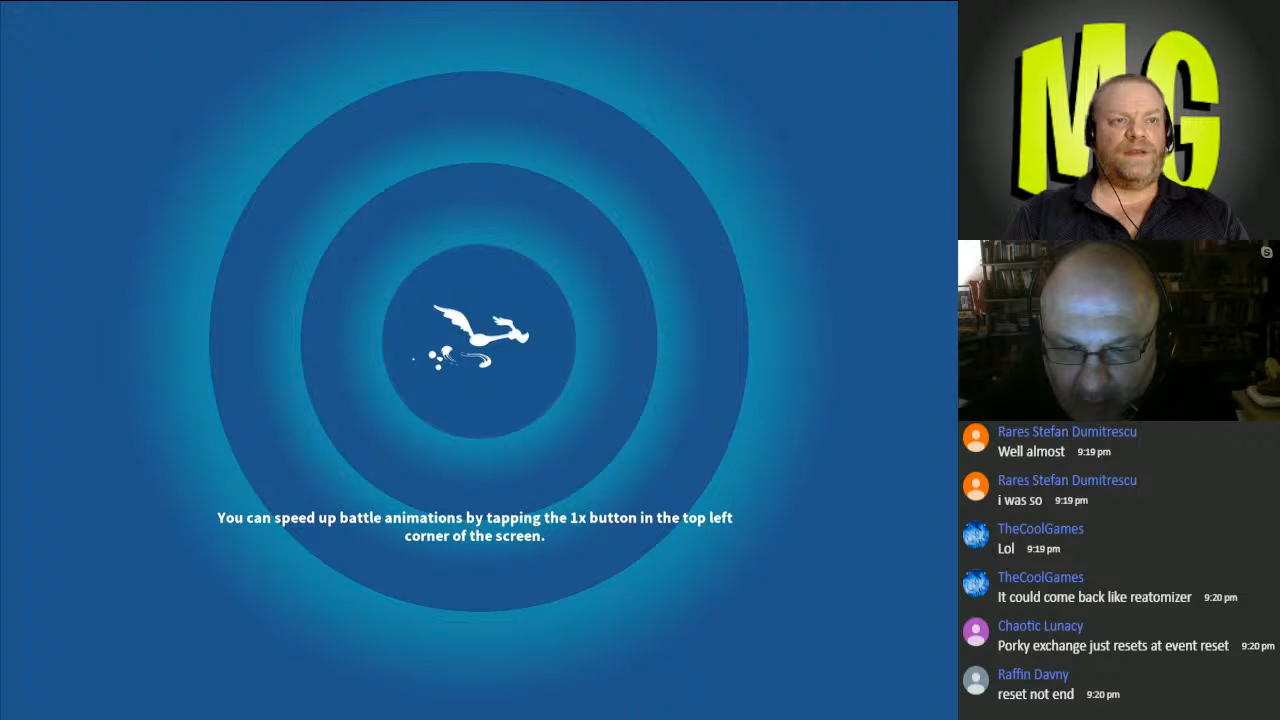 MG
You can speed up battle animations by tapping the 1x button in the top left
corner of the screen.
Rares Stefan Dumitrescu
Well almost 9:19 pm
Rares Stefan Dumitrescu
i was so 9:19 pm
TheCoolGames
Lol 9:19 pm
TheCoolGames
It could come back like reatomizer 9:20 pm
Chaotic Lunacy
Porky exchange just resets at event reset 9:20 pm
Raffin Davny
reset not end 9:20 pm